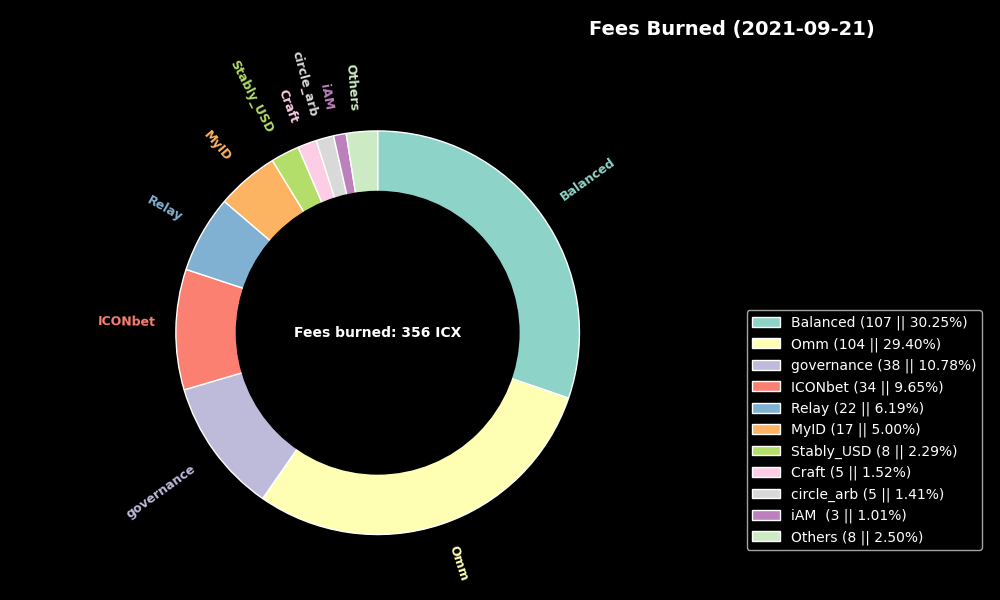 Fees Burned (2021-09-21)
Others
iAM
circle_arb
Craft
Stably_USD
MyID
Relay
ICONbet
governance
Omm
Balanced
Fees burned: 356 ICX
Balanced (107 || 30.25%)
Omm (104 || 29.40%)
governance (38 || 10.78%)
ICONbet (34 || 9.65%)
Relay (22 || 6.19%)
MyID (17 || 5.00%)
Stably_USD (8 || 2.29%)
Craft (5 || 1.52%)
circle_arb (5 || 1.41%)
iAM  (3 || 1.01%)
Others (8 || 2.50%)